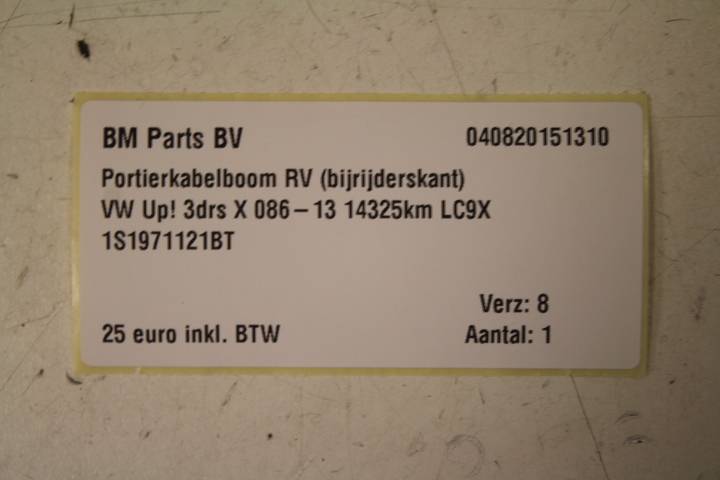 BM Parts BV 040820151310
Portierkabelboom RV (bijrijderskant)
VW Up! 3drs X 086–13 14325km LC9X
1S1971121BT
Verz: 8
25 euro inkl. BTW Aantal: 1